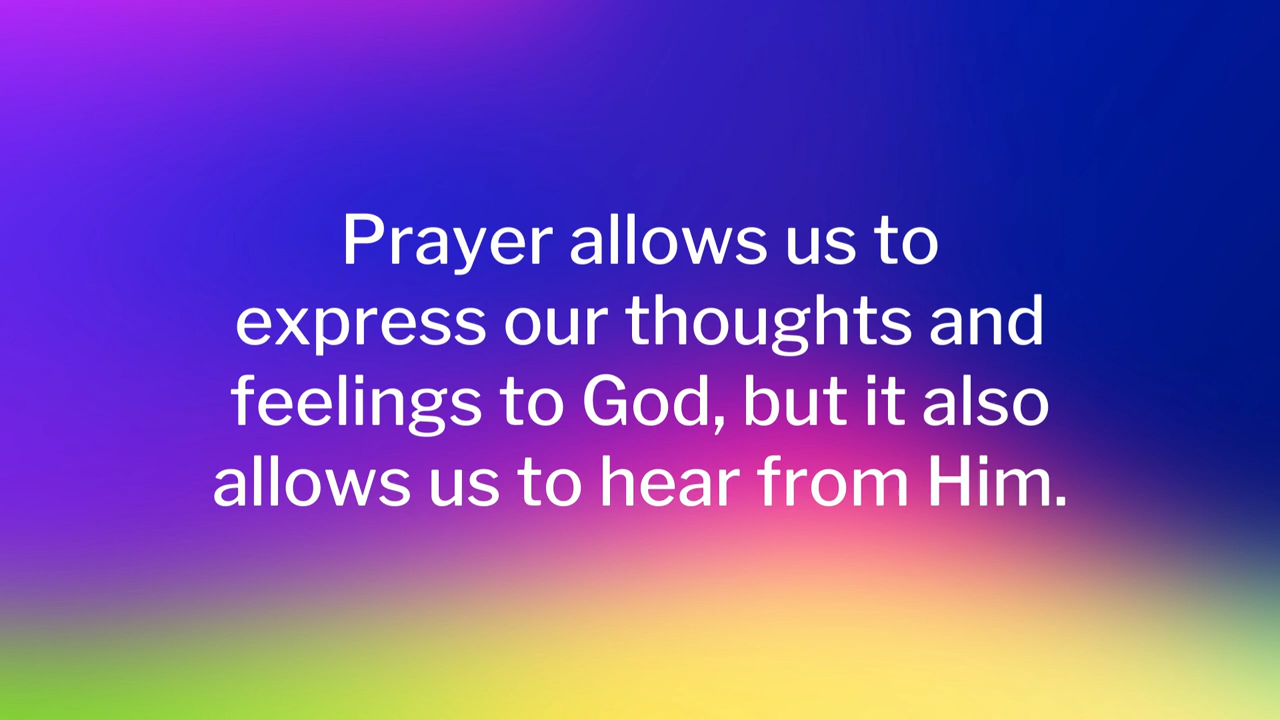 Prayer allows us to
express our thoughts and
feelings to God, but it also
allows us to hear from Him.